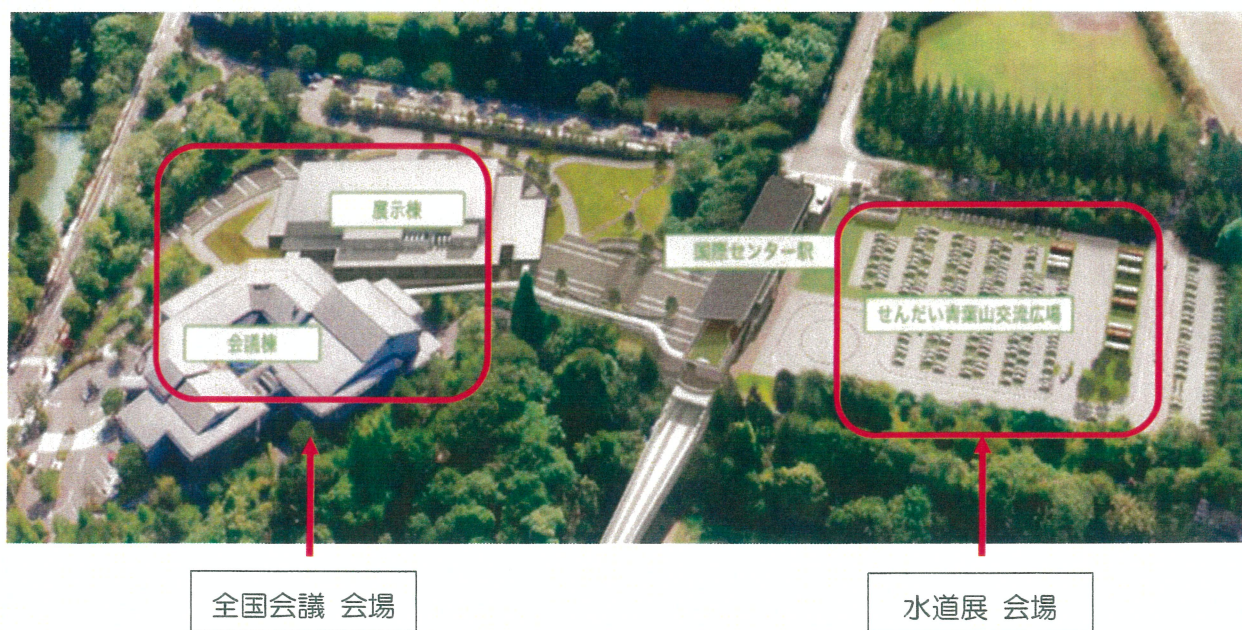 展示棟
国際センター駅
せんだい青葉山交流広場
会議棟
全国会議 会場
水道展 会場